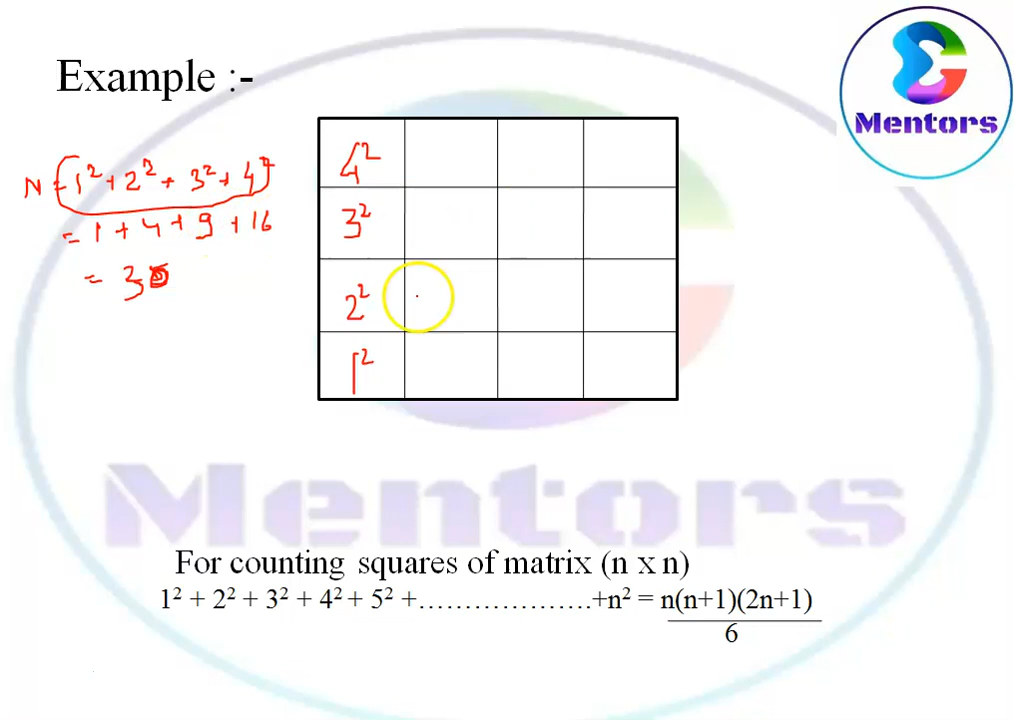 Mentors
Example :-
N = 1² + 2² + 3² + 4²
= 1 + 4 + 9 + 16
= 30
4²
3²
2²
1²
Mentors
For counting squares of matrix (n x n)
1² + 2² + 3² + 4² + 5² +....................+n² = n(n+1)(2n+1)
6